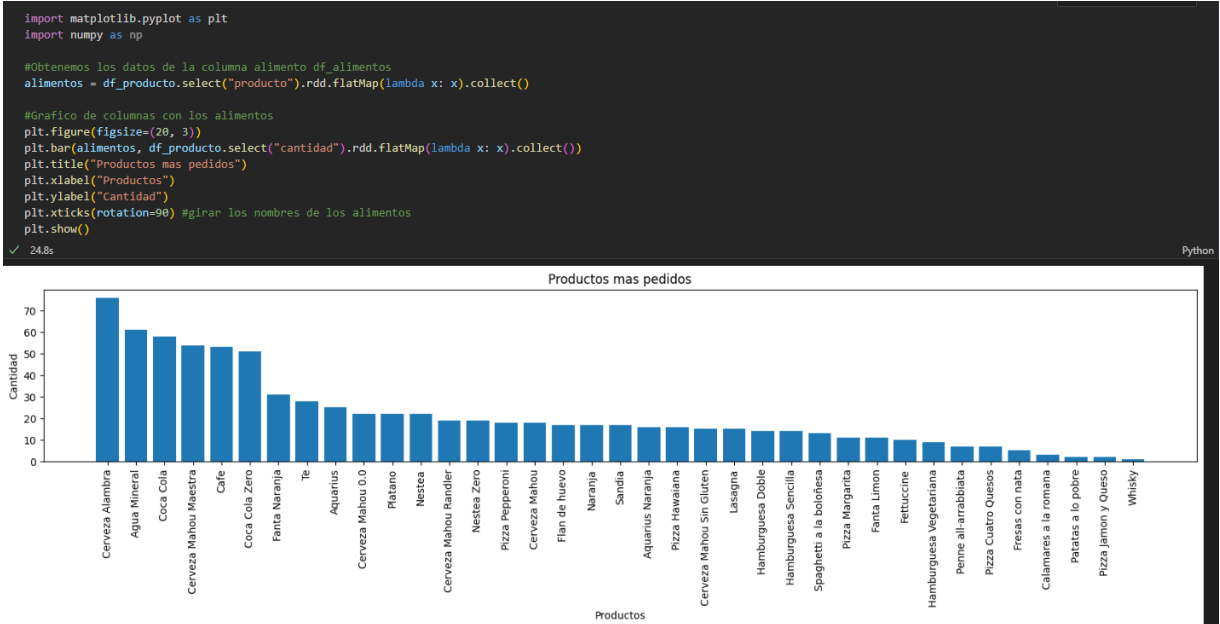 import matplotlib.pyplot as plt
import numpy as np
#Obtenemos los datos de la columna alimento df_alimentos
alimentos = df_producto.select("producto").rdd.flatMap(lambda x: x).collect()
#Grafico de columnas con los alimentos
plt.figure(figsize=(20, 3))
plt.bar(alimentos, df_producto.select("cantidad").rdd.flatMap(lambda x: x).collect())
plt.title("Productos mas pedidos")
plt.xlabel("Productos")
plt.ylabel("Cantidad")
plt.xticks(rotation=90) #girar los nombres de los alimentos
plt.show()
24.8s
Python
Productos mas pedidos
Cantidad
70
60
50
40
30
20
10
0
Cerveza Alambra
Agua Mineral
Coca Cola
Cerveza Mahou Maestra
Cafe
Coca Cola Zero
Fanta Naranja
Te
Aquarius
Cerveza Mahou 0.0
Platano
Nestea
Cerveza Mahou Randler
Nestea Zero
Pizza Pepperoni
Cerveza Mahou
Flan de huevo
Naranja
Sandia
Aquarius Naranja
Pizza Hawaiana
Cerveza Mahou Sin Gluten
Lasagna
Hamburguesa Doble
Hamburguesa Sencilla
Spaghetti a la boloñesa
Pizza Margarita
Fanta Limon
Fettuccine
Hamburguesa Vegetariana
Penne all-arrabbiata
Pizza Cuatro Quesos
Fresas con nata
Calamares a la romana
Patatas a lo pobre
Pizza Jamon y Queso
Whisky
Productos